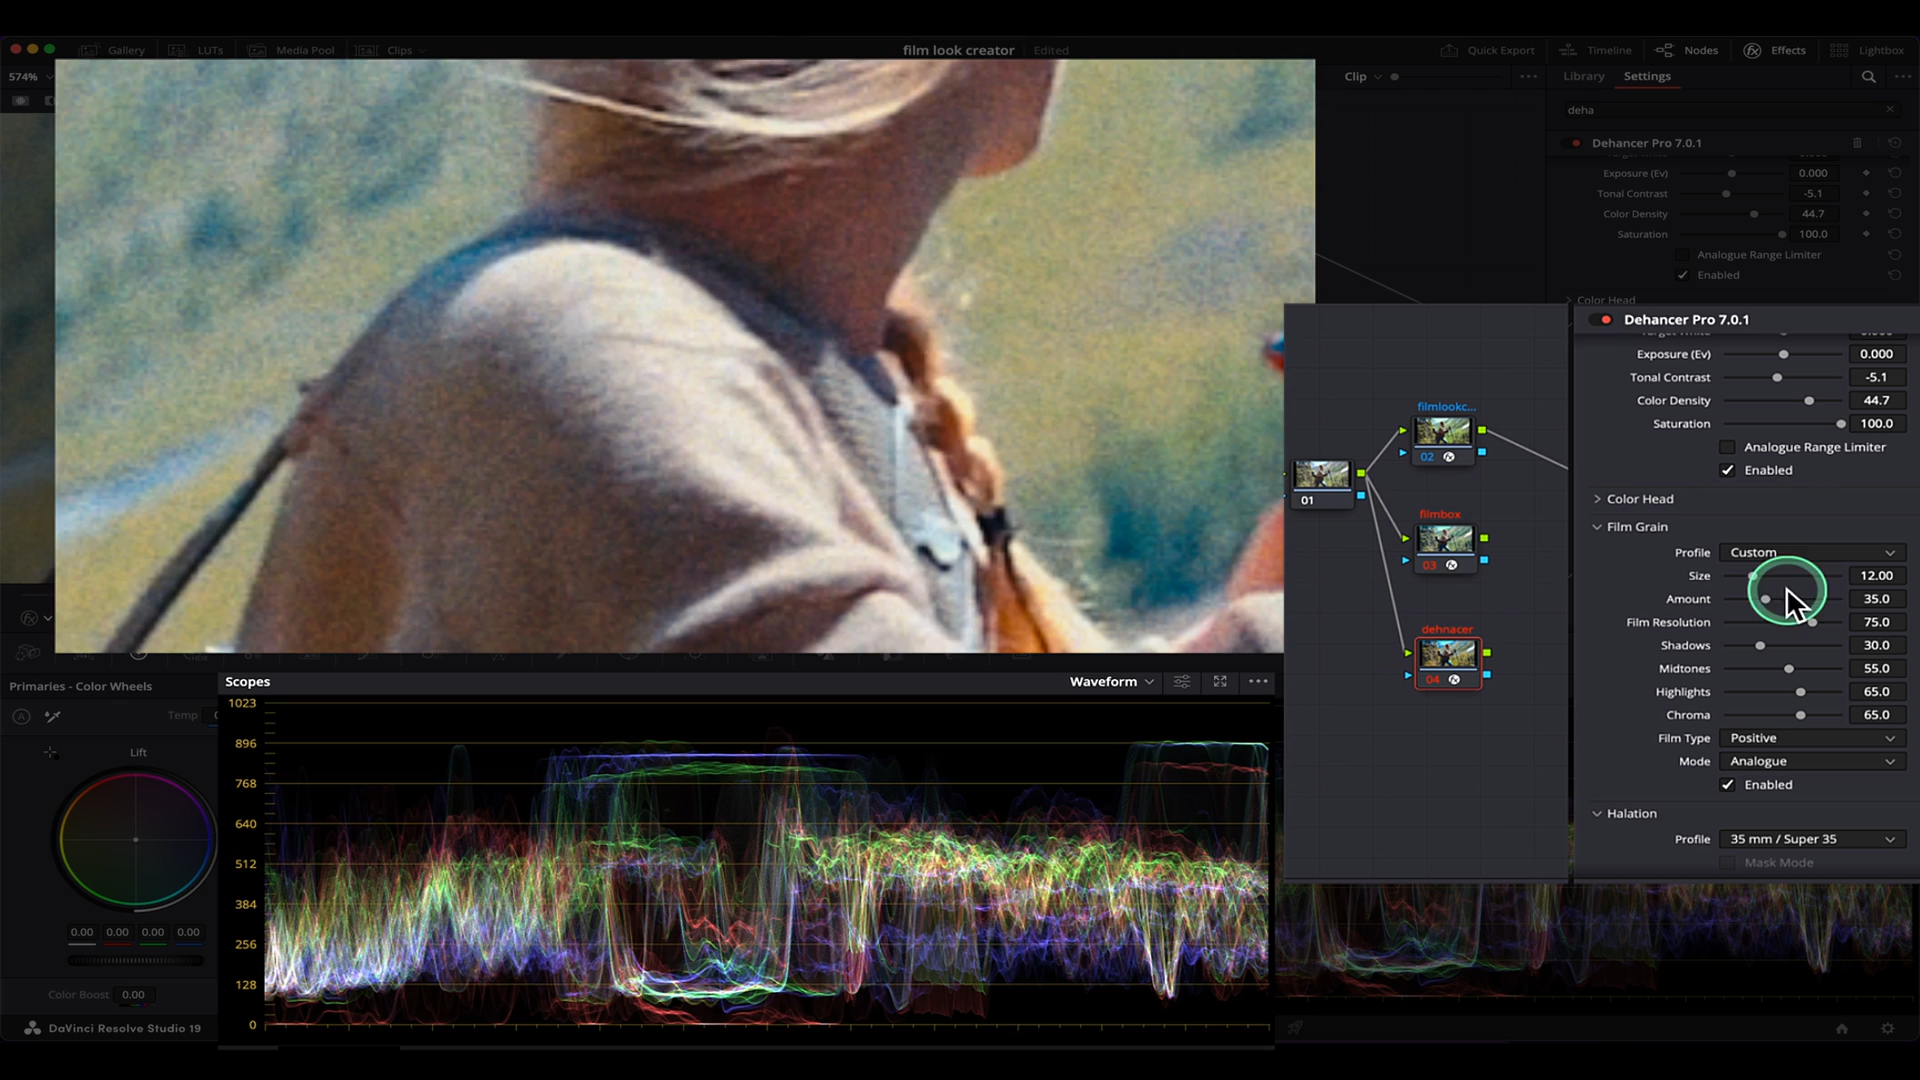 Gallery LUTs Media Pool Clips film look creator Edited Quick Export Timeline Nodes Effects Lightbox
574% Clip Library Settings
deha
Dehancer Pro 7.0.1
Exposure (Ev) 0.000
Tonal Contrast -5.1
Color Density 44.7
Saturation 100.0
Analogue Range Limiter
Enabled
Color Head
Dehancer Pro 7.0.1
Exposure (Ev) 0.000
Tonal Contrast -5.1
Color Density 44.7
Saturation 100.0
Analogue Range Limiter
Enabled
Color Head
Film Grain
Profile Custom
Size 12.00
Amount 35.0
Film Resolution 75.0
Shadows 30.0
Midtones 55.0
Highlights 65.0
Chroma 65.0
Film Type Positive
Mode Analogue
Enabled
Halation
Profile 35 mm / Super 35
Mask Mode
01
filmlookc...
02
filmbox
03
dehnacer
04
Primaries - Color Wheels
Temp
Lift
0.00 0.00 0.00 0.00
Color Boost 0.00
DaVinci Resolve Studio 19
Scopes Waveform
1023
896
768
640
512
384
256
128
0